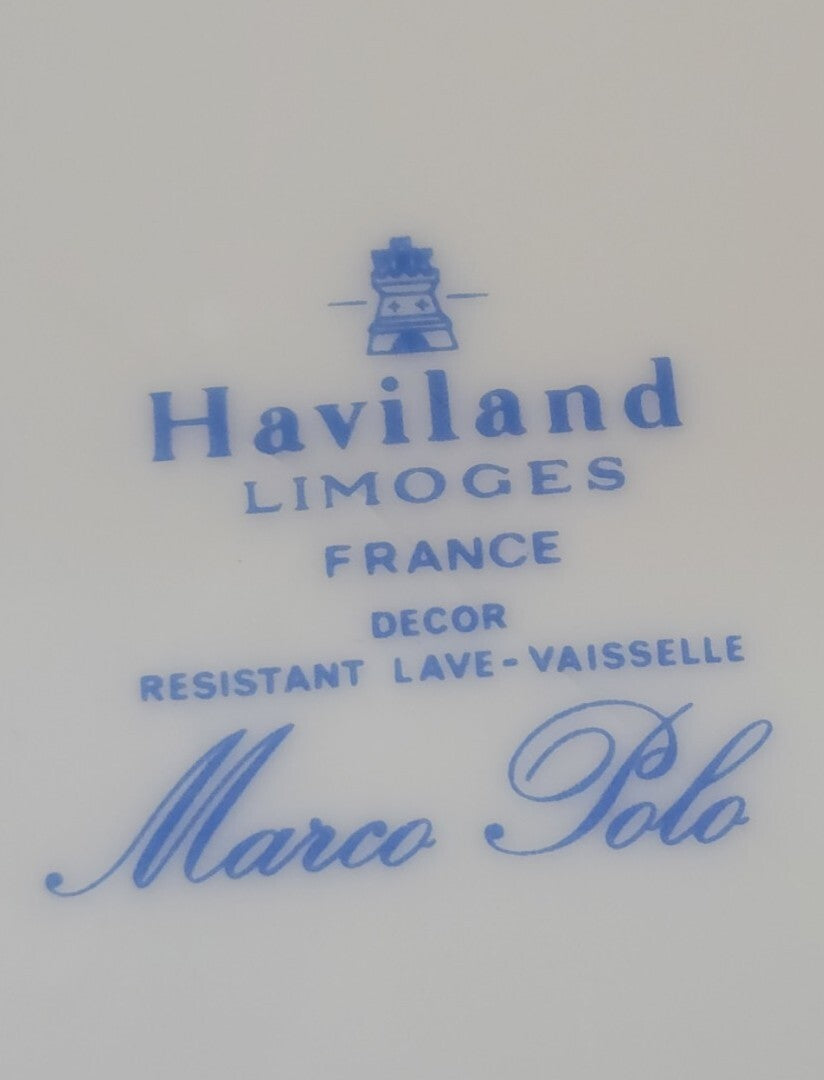 Haviland
LIMOGES
FRANCE
DECOR
RESISTANT LAVE-VAISSELLE
Marco Polo